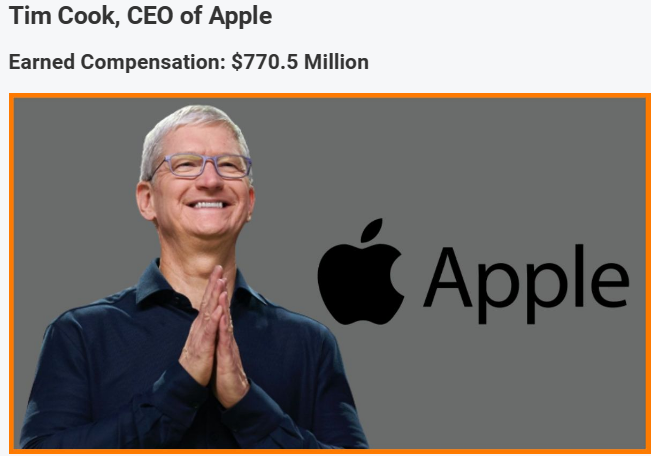 Tim Cook, CEO of Apple
Earned Compensation: $770.5 Million
Apple